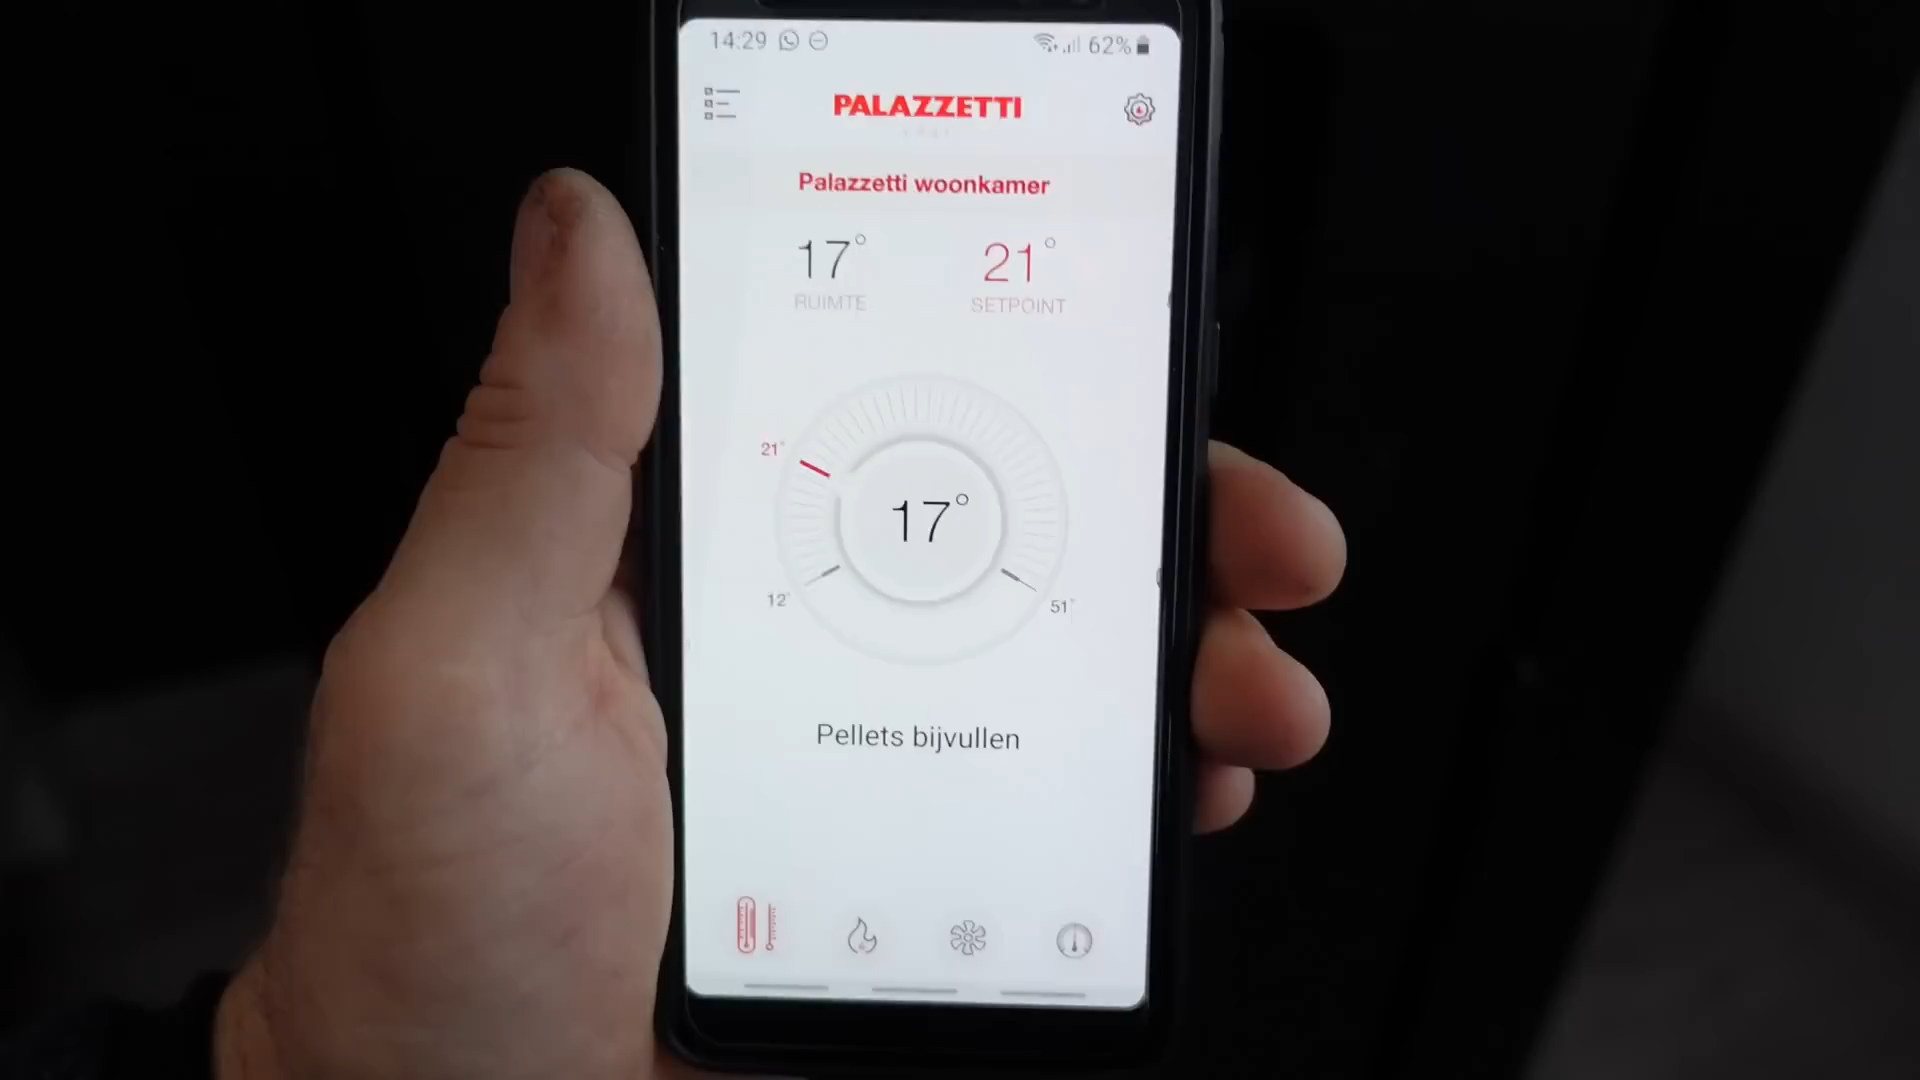 14:29 62%
PALAZZETTI
Palazzetti woonkamer
17° 21°
RUIMTE SETPOINT
21°
17°
12° 51°
Pellets bijvullen